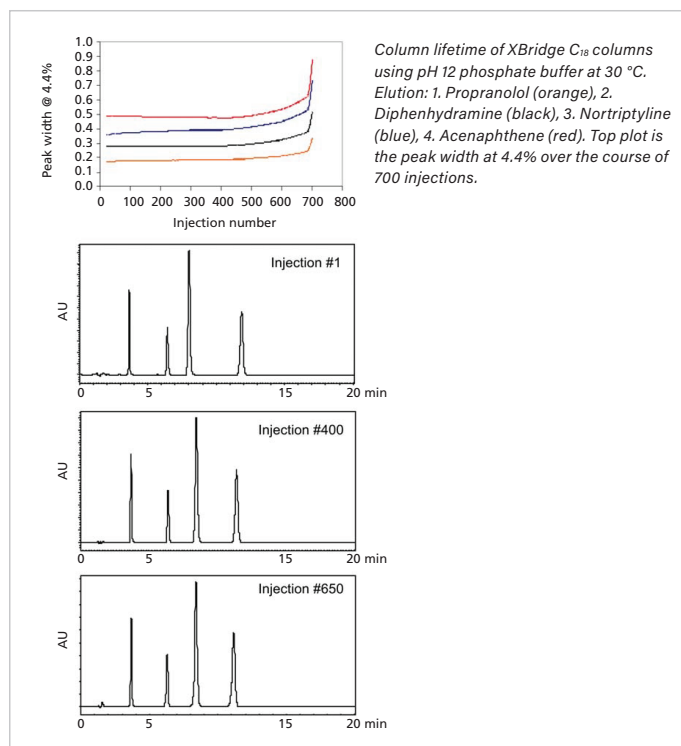 1.0
0.9
0.8
0.7
0.6
0.5
0.4
0.3
0.2
0.1
0.0
Peak width @ 4.4%
0 100 200 300 400 500 600 700 800
Injection number
Column lifetime of XBridge C₁₈ columns
using pH 12 phosphate buffer at 30 °C.
Elution: 1. Propranolol (orange), 2.
Diphenhydramine (black), 3. Nortriptyline
(blue), 4. Acenaphthene (red). Top plot is
the peak width at 4.4% over the course of
700 injections.
Injection #1
AU
0 5 15 20 min
Injection #400
AU
0 5 15 20 min
Injection #650
AU
0 5 15 20 min